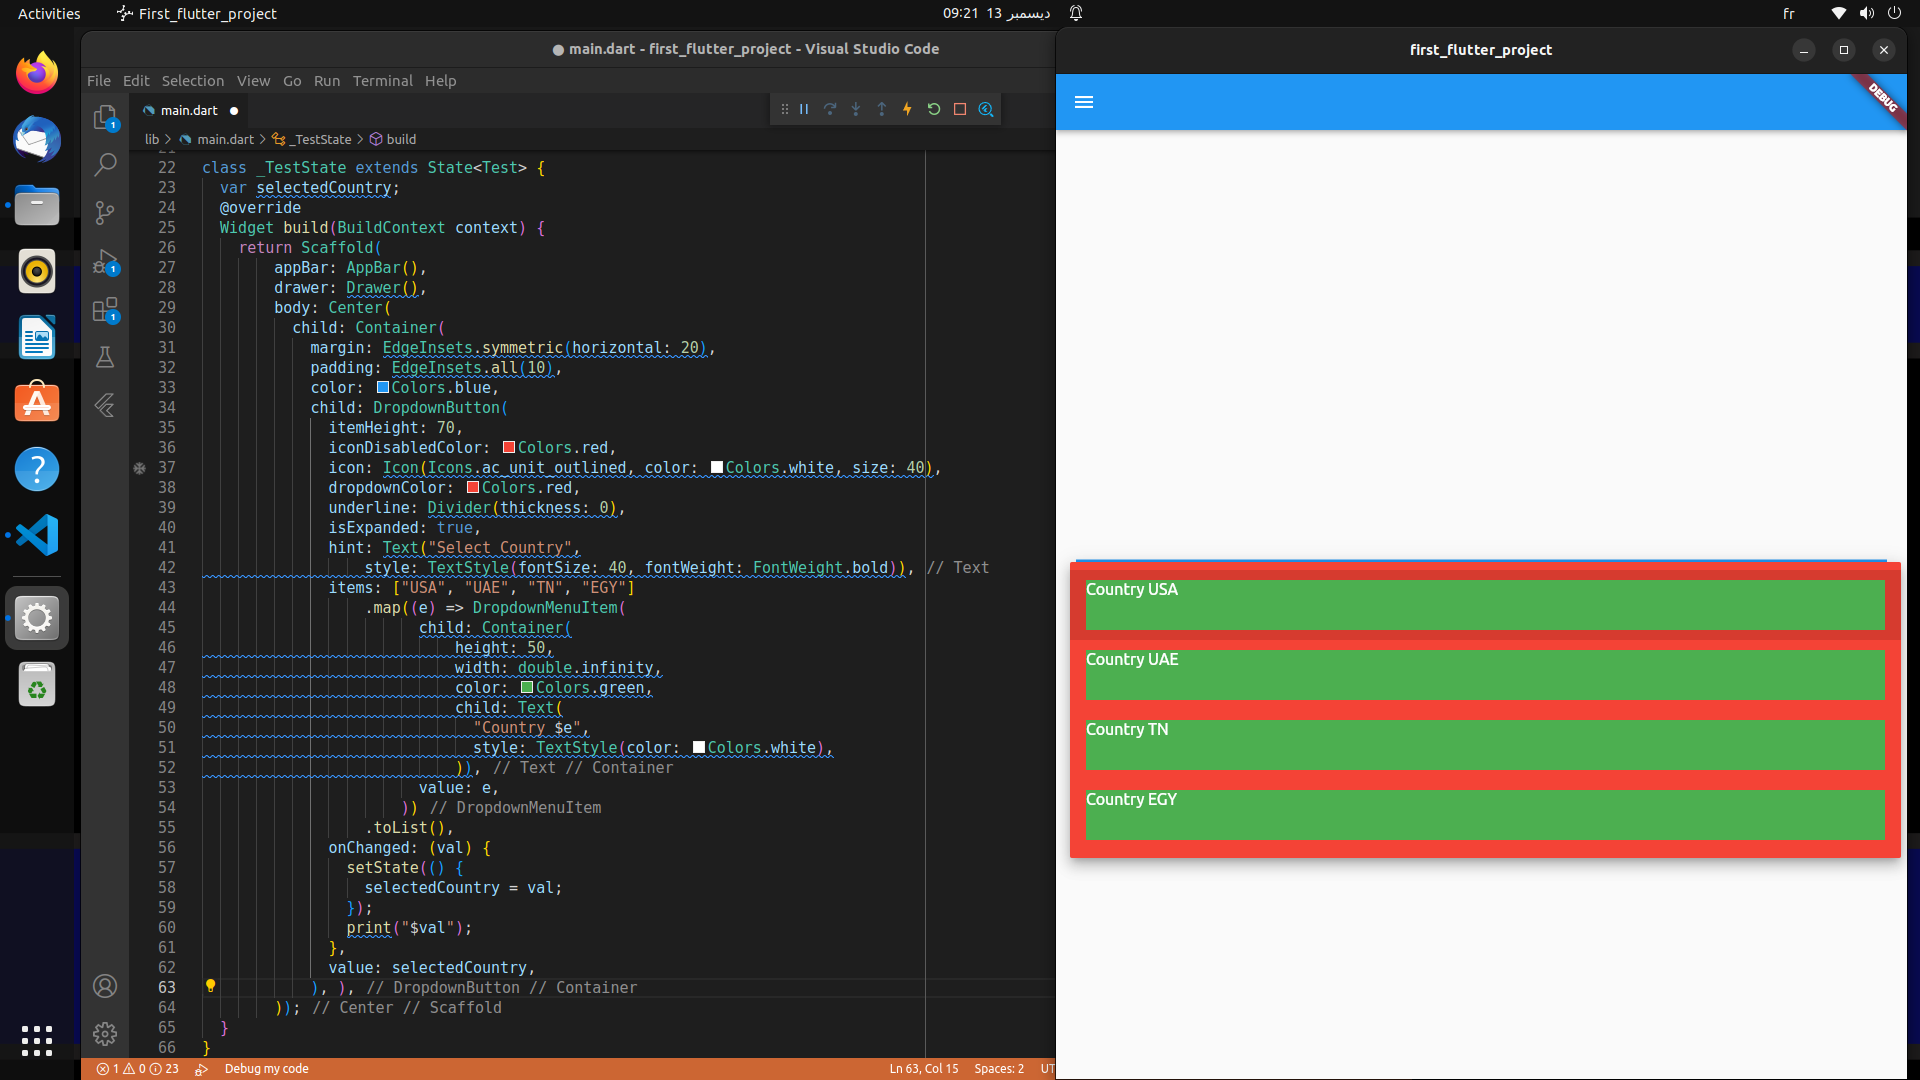 Activities
First_flutter_project
09:21 13 ديسمبر
fr
main.dart - first_flutter_project - Visual Studio Code
File Edit Selection View Go Run Terminal Help
main.dart
lib > main.dart > _TestState > build
22 class _TestState extends State<Test> {
23 var selectedCountry;
24 @override
25 Widget build(BuildContext context) {
26 return Scaffold(
27 appBar: AppBar(),
28 drawer: Drawer(),
29 body: Center(
30 child: Container(
31 margin: EdgeInsets.symmetric(horizontal: 20),
32 padding: EdgeInsets.all(10),
33 color: Colors.blue,
34 child: DropdownButton(
35 itemHeight: 70,
36 iconDisabledColor: Colors.red,
37 icon: Icon(Icons.ac_unit_outlined, color: Colors.white, size: 40),
38 dropdownColor: Colors.red,
39 underline: Divider(thickness: 0),
40 isExpanded: true,
41 hint: Text("Select Country",
42 style: TextStyle(fontSize: 40, fontWeight: FontWeight.bold)), // Text
43 items: ["USA", "UAE", "TN", "EGY"]
44 .map((e) => DropdownMenuItem(
45 child: Container(
46 height: 50,
47 width: double.infinity,
48 color: Colors.green,
49 child: Text(
50 "Country $e",
51 style: TextStyle(color: Colors.white),
52 )), // Text // Container
53 value: e,
54 )) // DropdownMenuItem
55 .toList(),
56 onChanged: (val) {
57 setState(() {
58 selectedCountry = val;
59 });
60 print("$val");
61 },
62 value: selectedCountry,
63 ), ), // DropdownButton // Container
64 )); // Center // Scaffold
65 }
66 }
1 0 23 Debug my code Ln 63, Col 15 Spaces: 2 UT
first_flutter_project
DEBUG
Country USA
Country UAE
Country TN
Country EGY